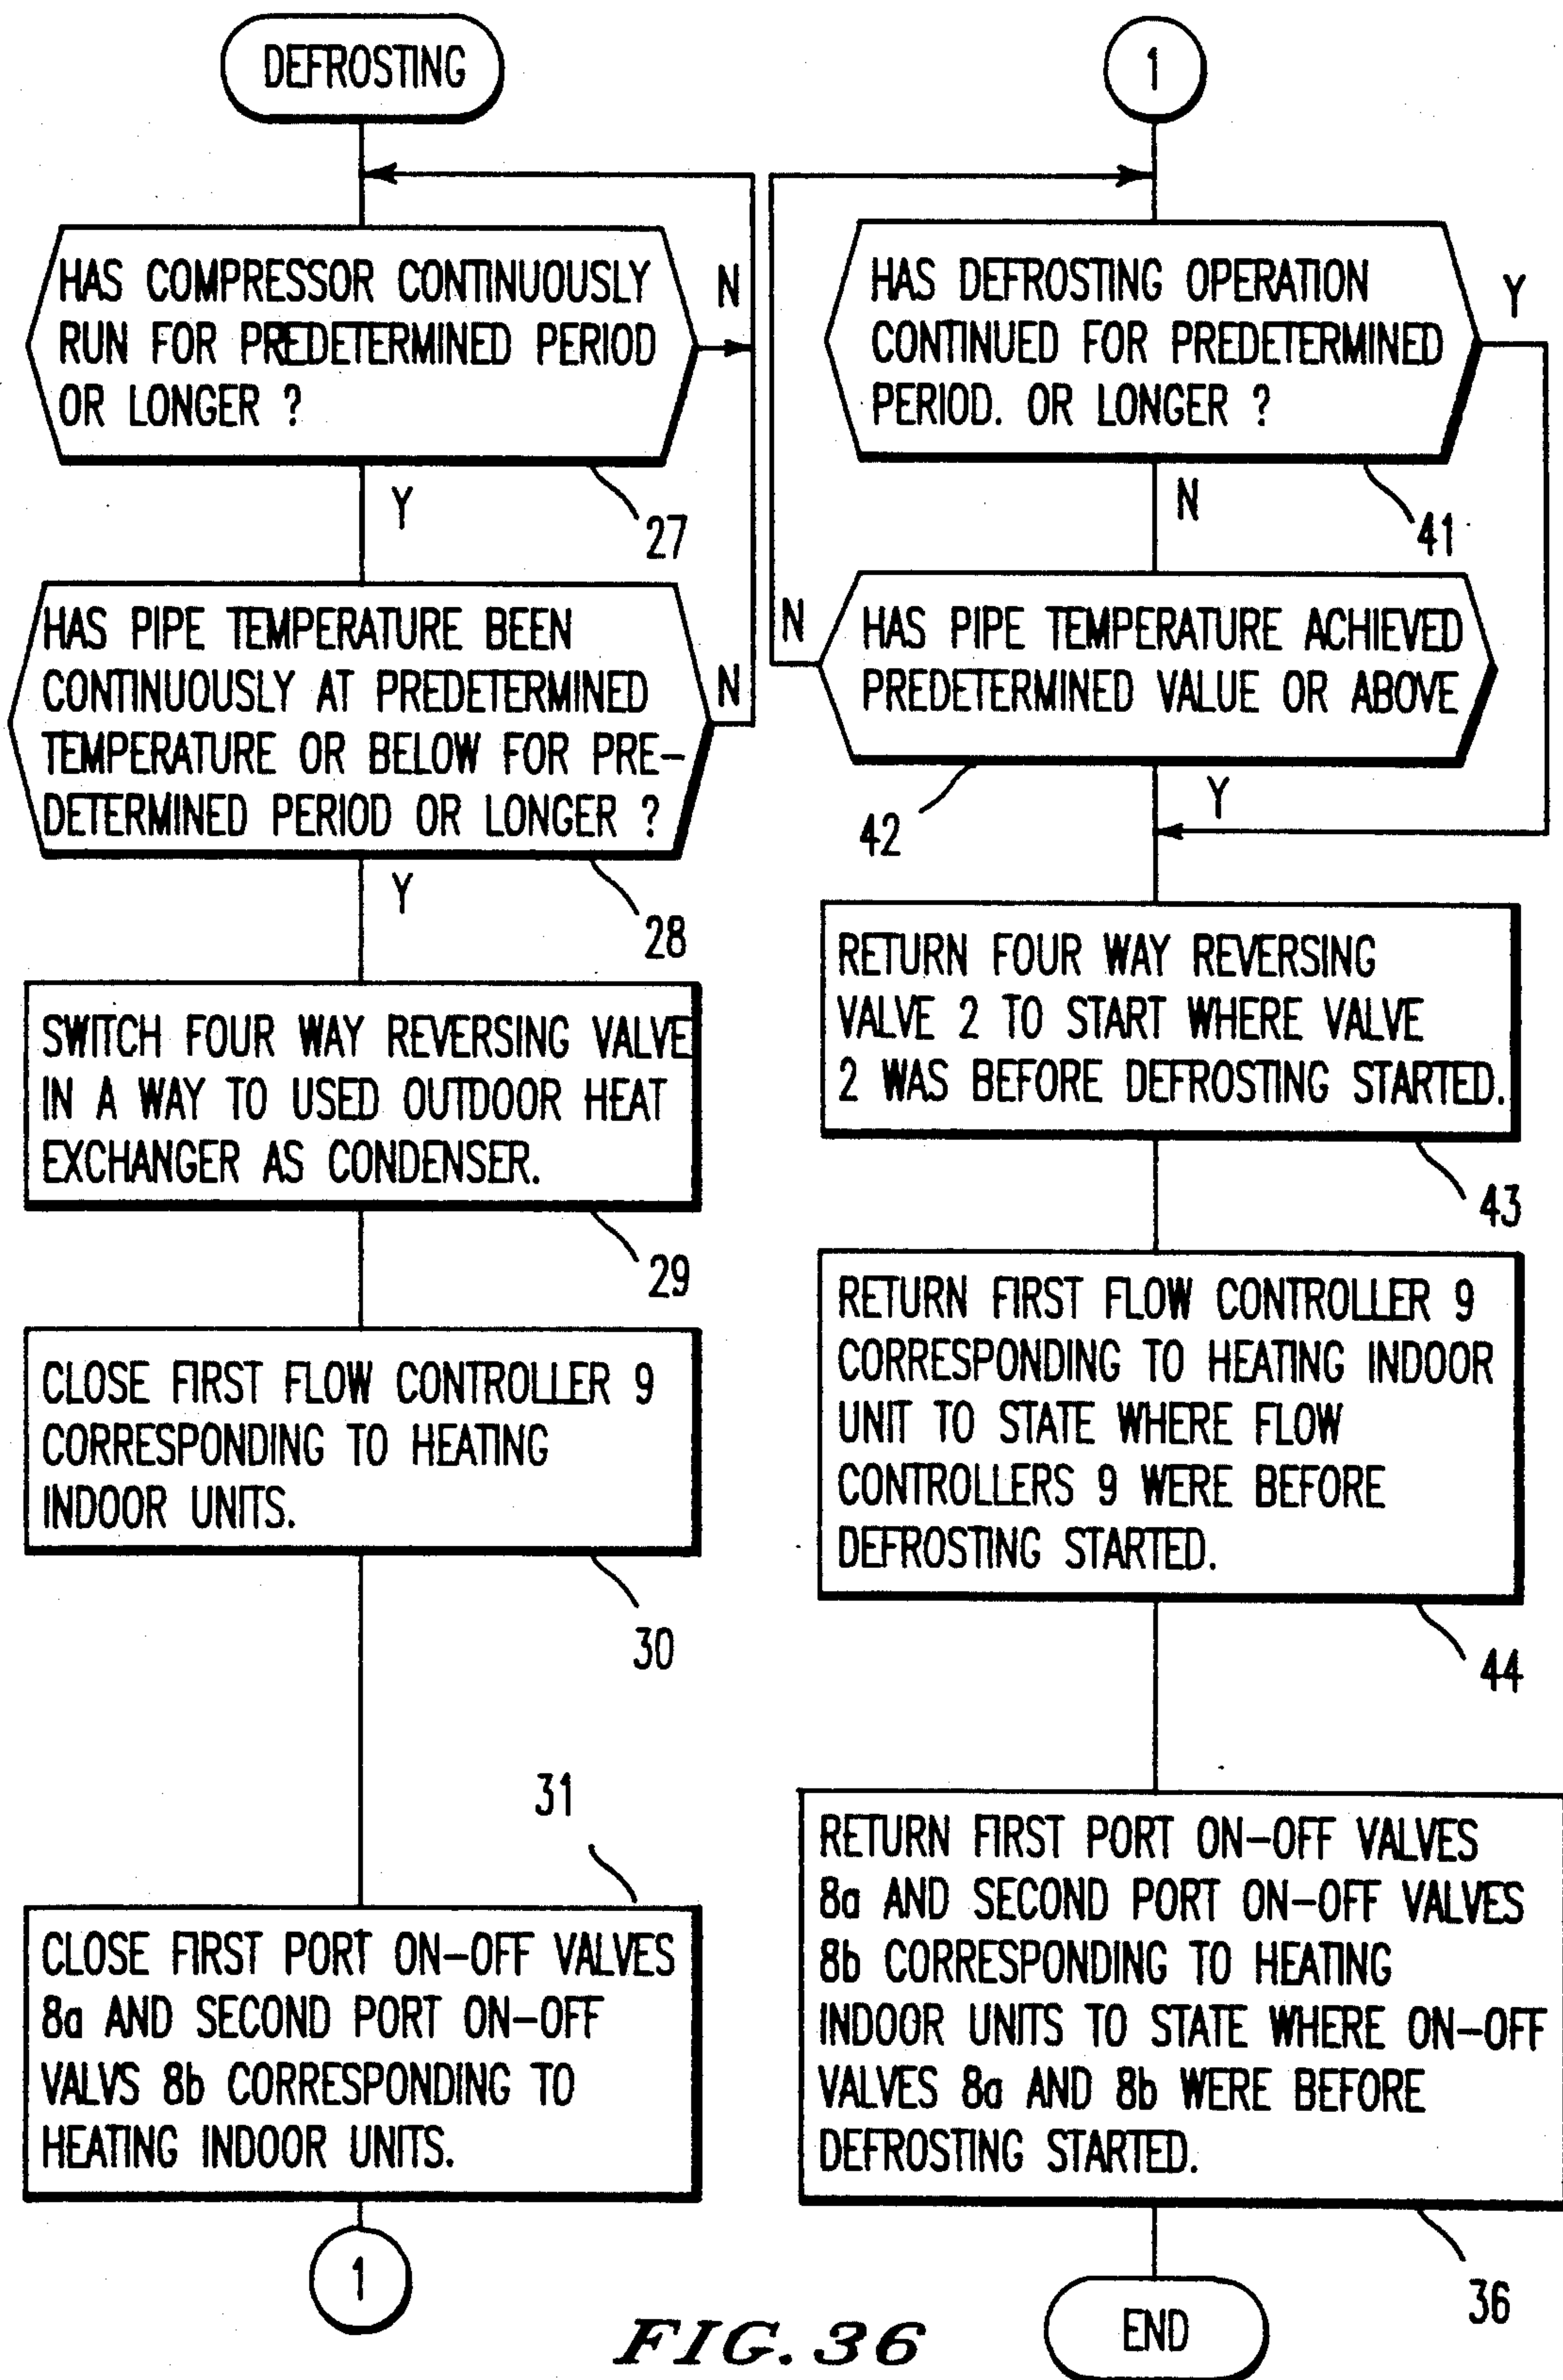 DEFROSTING
HAS COMPRESSOR CONTINUOUSLY
RUN FOR PREDETERMINED PERIOD
OR LONGER ?
N
Y
27
HAS PIPE TEMPERATURE BEEN
CONTINUOUSLY AT PREDETERMINED
TEMPERATURE OR BELOW FOR PRE-
DETERMINED PERIOD OR LONGER ?
N
Y
28
SWITCH FOUR WAY REVERSING VALVE
IN A WAY TO USED OUTDOOR HEAT
EXCHANGER AS CONDENSER.
29
CLOSE FIRST FLOW CONTROLLER 9
CORRESPONDING TO HEATING
INDOOR UNITS.
30
31
CLOSE FIRST PORT ON-OFF VALVES
8a AND SECOND PORT ON-OFF
VALVS 8b CORRESPONDING TO
HEATING INDOOR UNITS.
1
1
HAS DEFROSTING OPERATION
CONTINUED FOR PREDETERMINED
PERIOD. OR LONGER ?
Y
N
41
HAS PIPE TEMPERATURE ACHIEVED
PREDETERMINED VALUE OR ABOVE
N
Y
42
RETURN FOUR WAY REVERSING
VALVE 2 TO START WHERE VALVE
2 WAS BEFORE DEFROSTING STARTED.
43
RETURN FIRST FLOW CONTROLLER 9
CORRESPONDING TO HEATING INDOOR
UNIT TO STATE WHERE FLOW
CONTROLLERS 9 WERE BEFORE
DEFROSTING STARTED.
44
RETURN FIRST PORT ON-OFF VALVES
8a AND SECOND PORT ON-OFF VALVES
8b CORRESPONDING TO HEATING
INDOOR UNITS TO STATE WHERE ON-OFF
VALVES 8a AND 8b WERE BEFORE
DEFROSTING STARTED.
36
END
FIG. 36